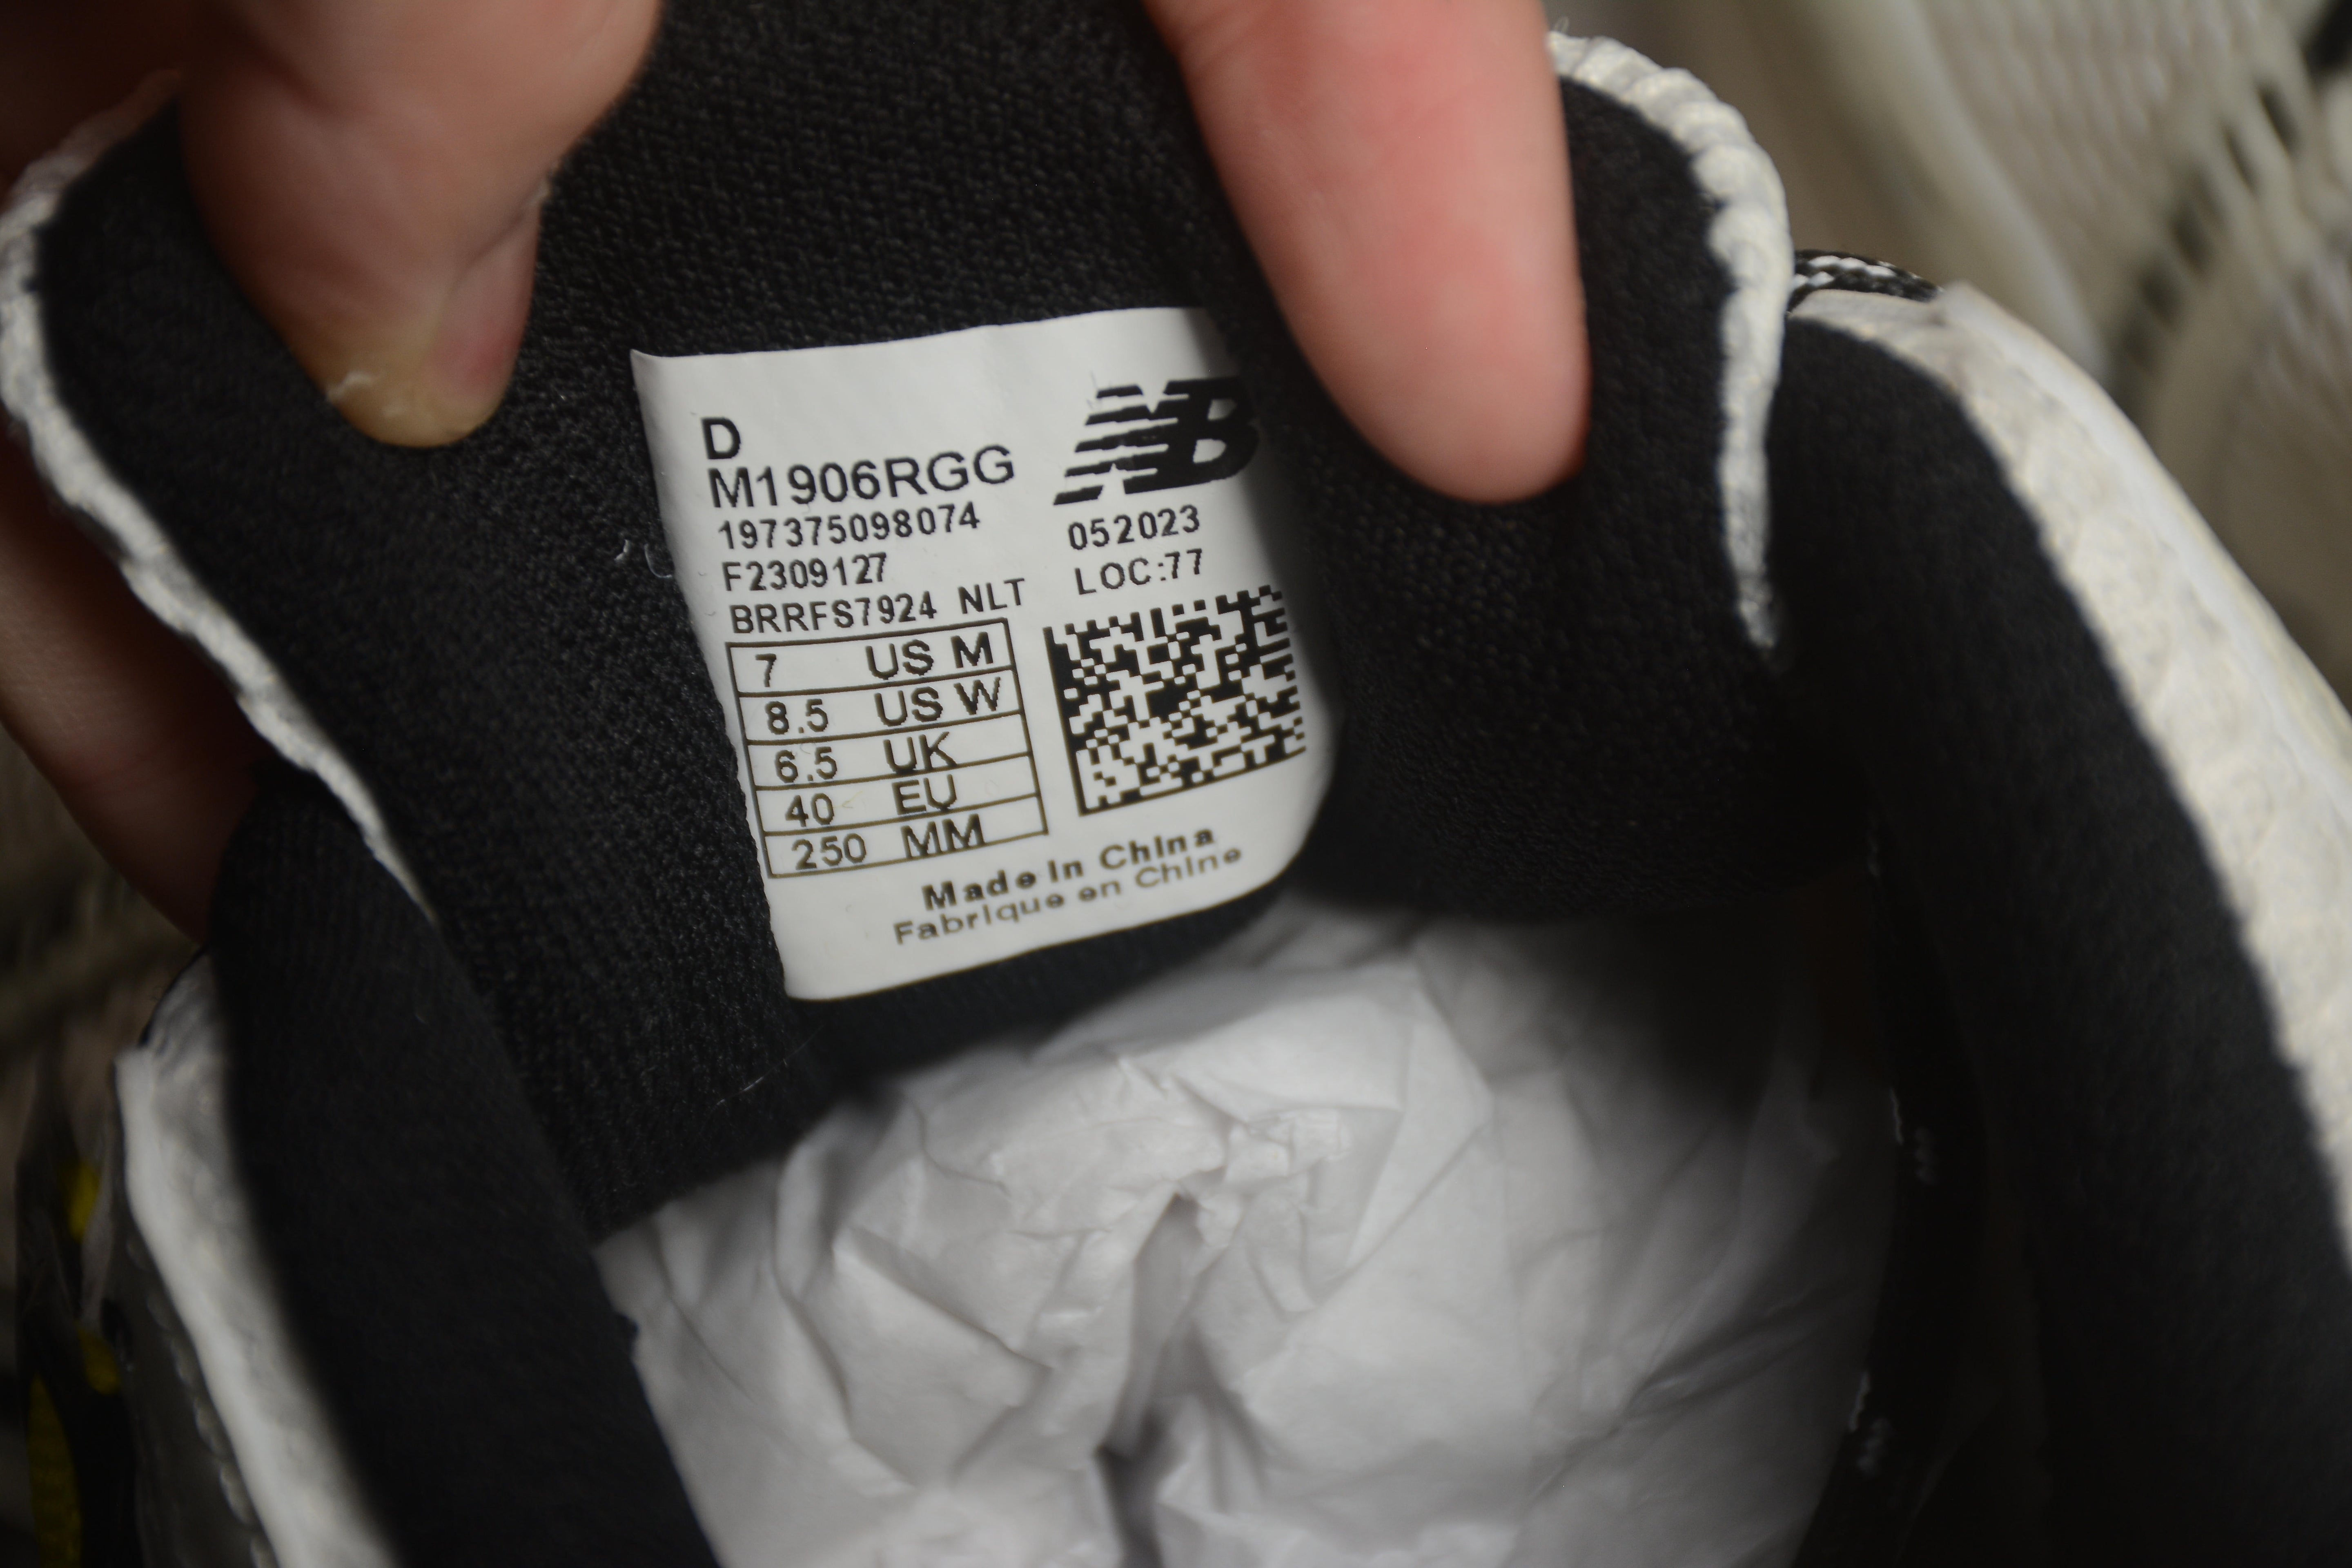 D
M1906RGG
197375098074
F2309127
BRRFS7924 NLT
NB
052023
LOC:77
7 US M
8.5 US W
6.5 UK
40 EU
250 MM
Made in China
Fabrique en Chine